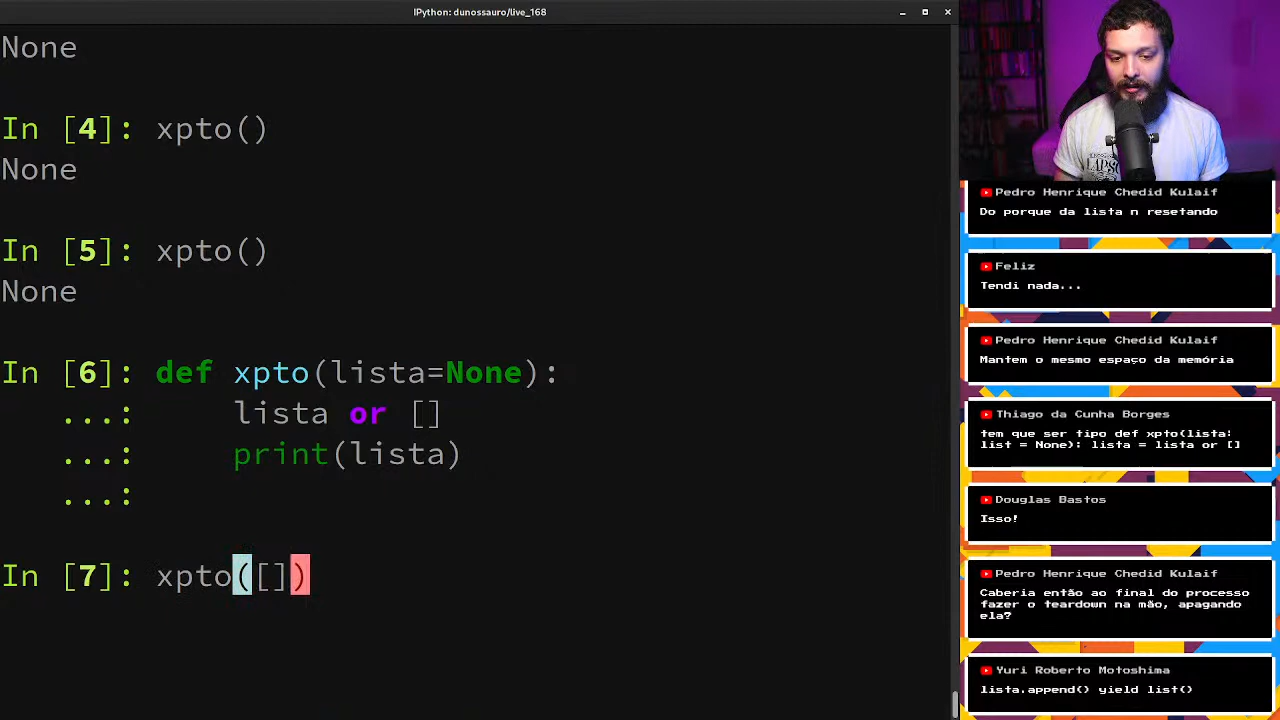 IPython: dunossauro/live_168
None
In [4]: xpto()
None
In [5]: xpto()
None
In [6]: def xpto(lista=None):
...: lista or []
...: print(lista)
...:
In [7]: xpto([])
LAPSO
Pedro Henrique Chedid Kulaif
Do porque da lista n resetando
Feliz
Tendi nada...
Pedro Henrique Chedid Kulaif
Mantem o mesmo espaço da memória
Thiago da Cunha Borges
tem que ser tipo def xpto(lista:
list = None): lista = lista or []
Douglas Bastos
Isso!
Pedro Henrique Chedid Kulaif
Caberia então ao final do processo
fazer o teardown na mão, apagando
ela?
Yuri Roberto Motoshima
lista.append() yield list()